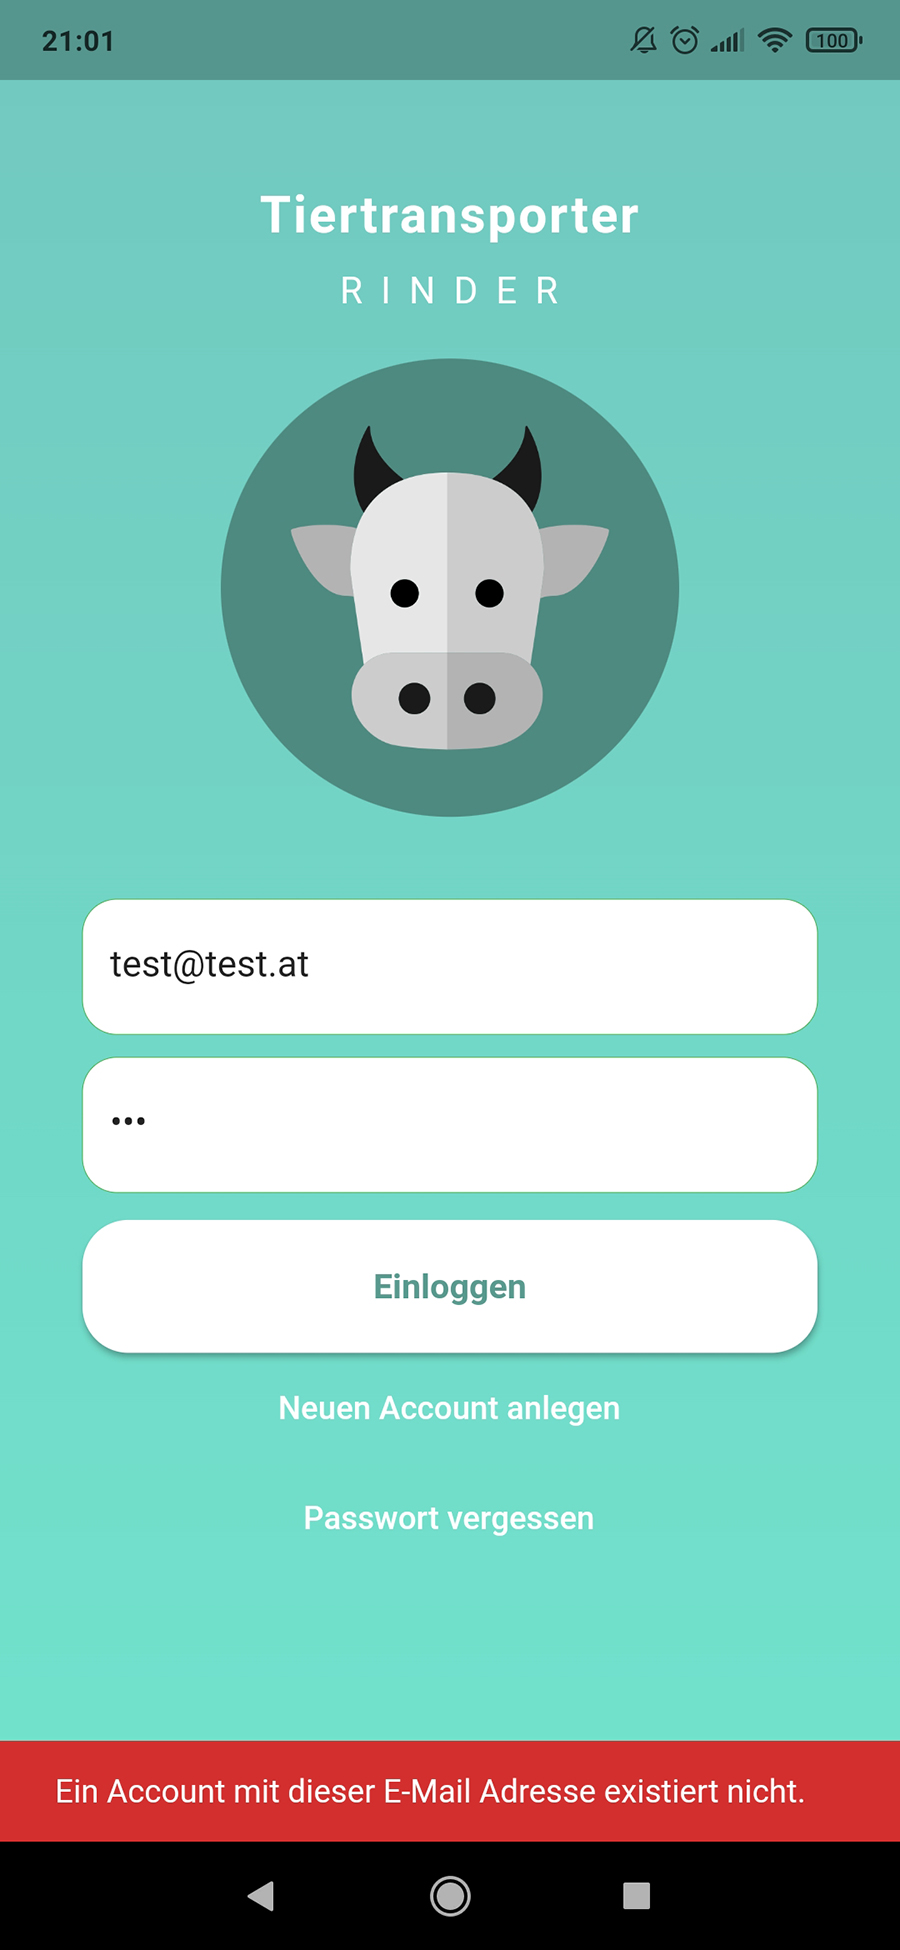 21:01
100
Tiertransporter
RINDER
test@test.at
•••
Einloggen
Neuen Account anlegen
Passwort vergessen
Ein Account mit dieser E-Mail Adresse existiert nicht.